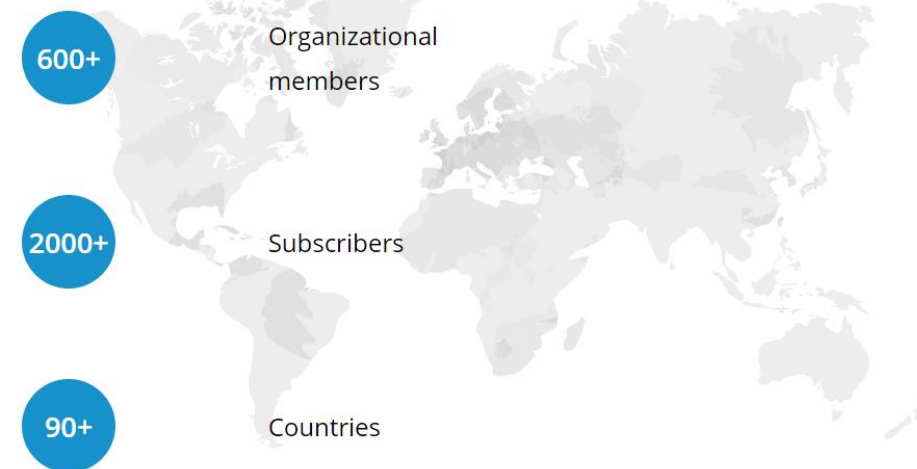 600+
Organizational
members
2000+
Subscribers
90+
Countries